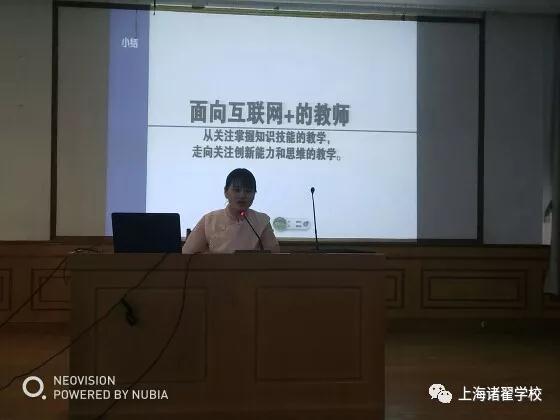 小结
面向互联网+的教师
从关注掌握知识技能的教学，
走向关注创新能力和思维的教学。
NEOVISION
POWERED BY NUBIA
上海诸翟学校